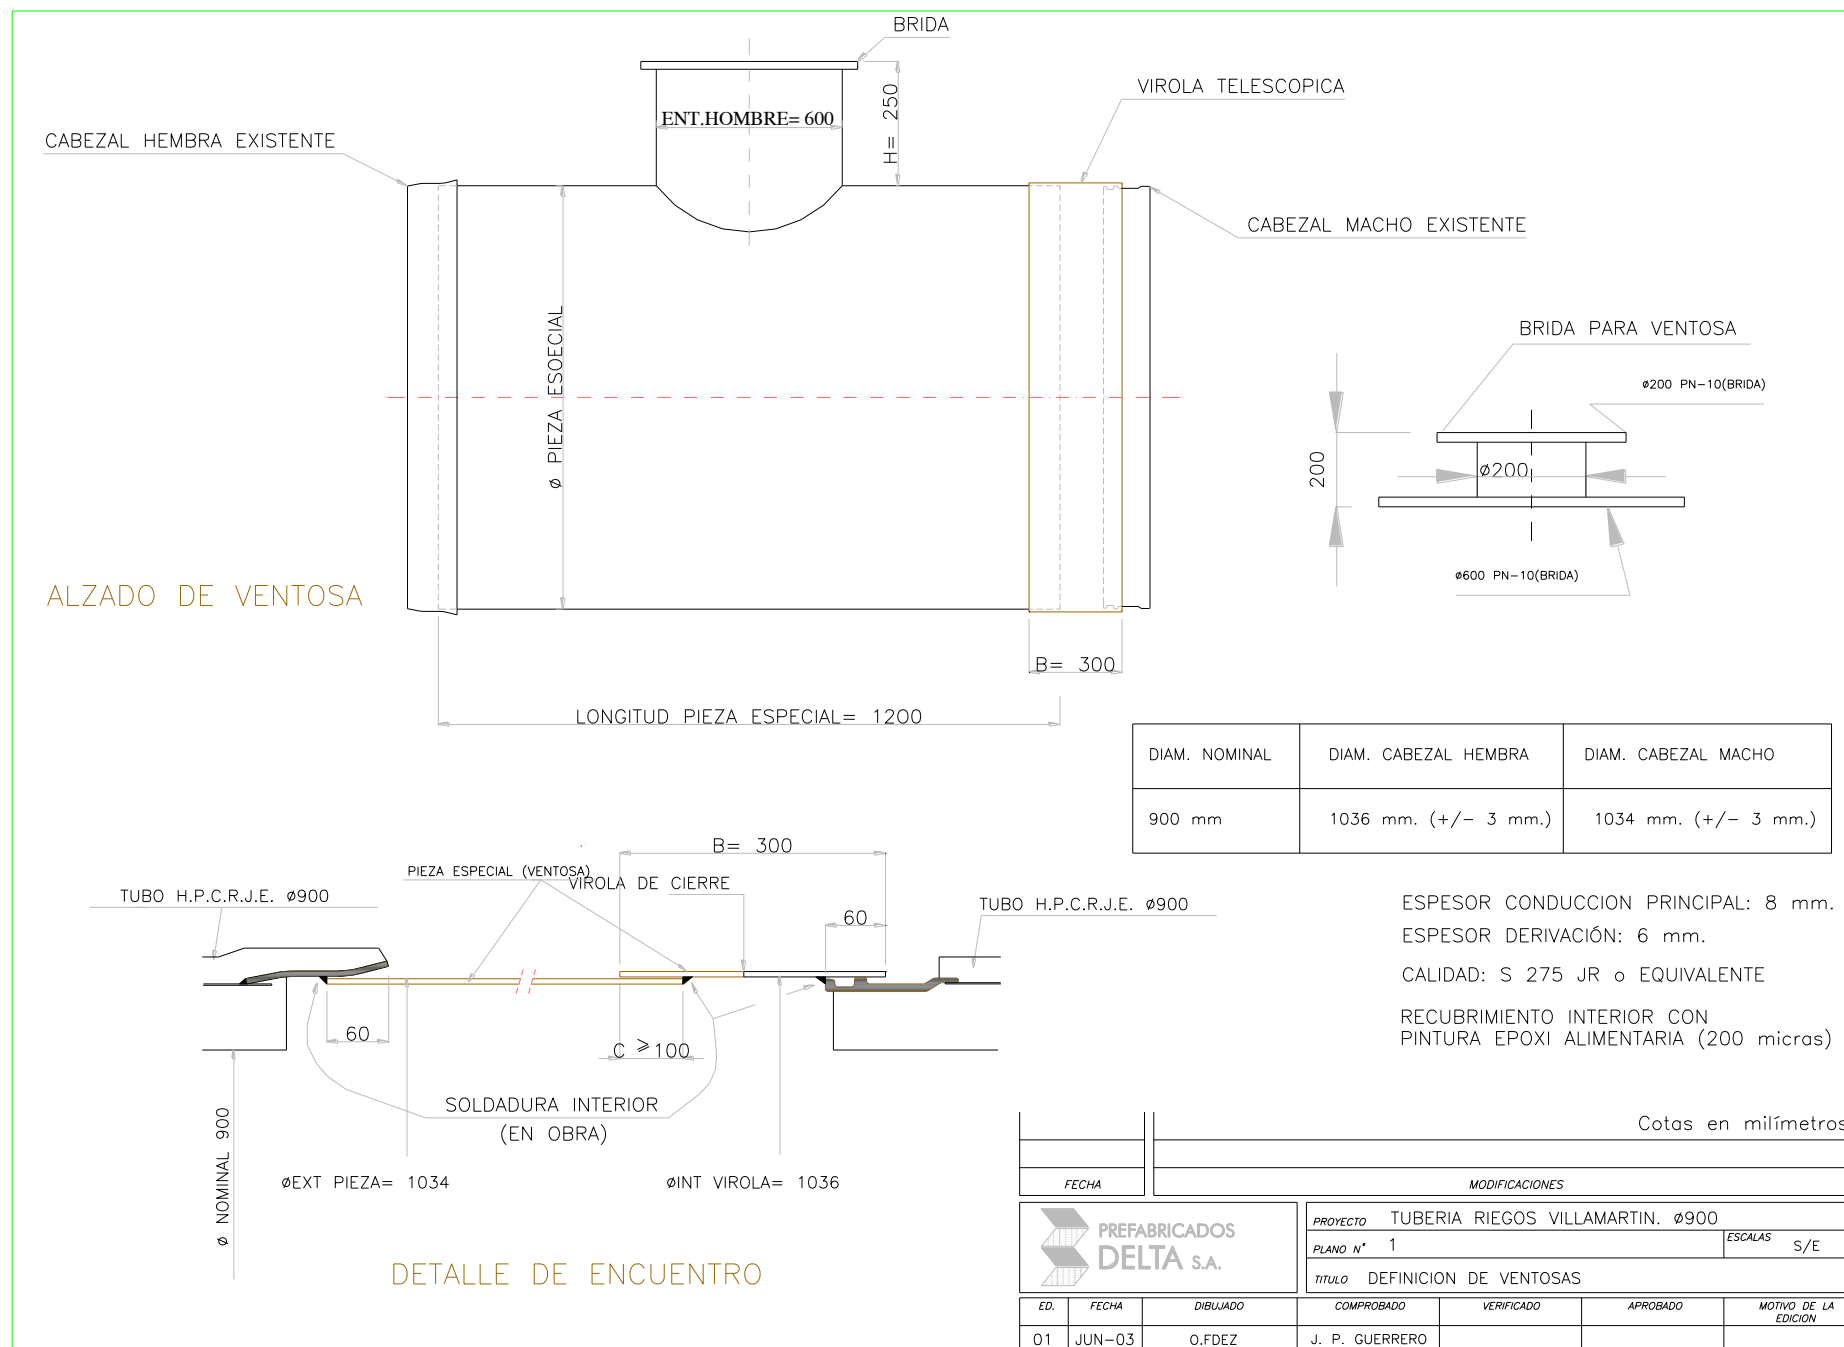 BRIDA
VIROLA TELESCOPICA
ENT.HOMBRE= 600
H= 250
CABEZAL HEMBRA EXISTENTE
CABEZAL MACHO EXISTENTE
Ø PIEZA ESOECIAL
BRIDA PARA VENTOSA
Ø200 PN-10(BRIDA)
200
Ø200
Ø600 PN-10(BRIDA)
ALZADO DE VENTOSA
B= 300
LONGITUD PIEZA ESPECIAL= 1200
DIAM. NOMINAL
DIAM. CABEZAL HEMBRA
DIAM. CABEZAL MACHO
900 mm
1036 mm. (+/- 3 mm.)
1034 mm. (+/- 3 mm.)
B= 300
PIEZA ESPECIAL (VENTOSA)
VIROLA DE CIERRE
TUBO H.P.C.R.J.E. Ø900
TUBO H.P.C.R.J.E. Ø900
60
60
C ≥100
SOLDADURA INTERIOR
(EN OBRA)
Ø NOMINAL 900
ØEXT PIEZA= 1034
ØINT VIROLA= 1036
DETALLE DE ENCUENTRO
ESPESOR CONDUCCION PRINCIPAL: 8 mm.
ESPESOR DERIVACIÓN: 6 mm.
CALIDAD: S 275 JR o EQUIVALENTE
RECUBRIMIENTO INTERIOR CON
PINTURA EPOXI ALIMENTARIA (200 micras)
Cotas en milímetros
FECHA
MODIFICACIONES
PREFABRICADOS
DELTA S.A.
PROYECTO TUBERIA RIEGOS VILLAMARTIN. Ø900
PLANO Nº 1
ESCALAS S/E
TITULO DEFINICION DE VENTOSAS
ED.
FECHA
DIBUJADO
COMPROBADO
VERIFICADO
APROBADO
MOTIVO DE LA
EDICION
01
JUN-03
O.FDEZ
J. P. GUERRERO